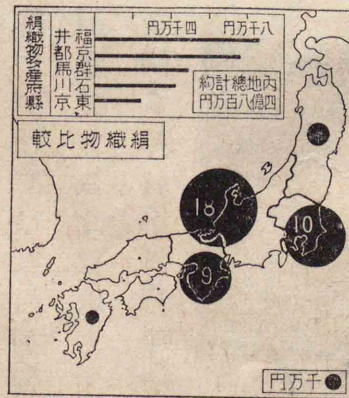 絹織物多産府縣
福井
京都
群馬
石川
東京
四千万円
八千万円
内地總計約
四億八百万円
絹織物比較
18
10
9
千万円